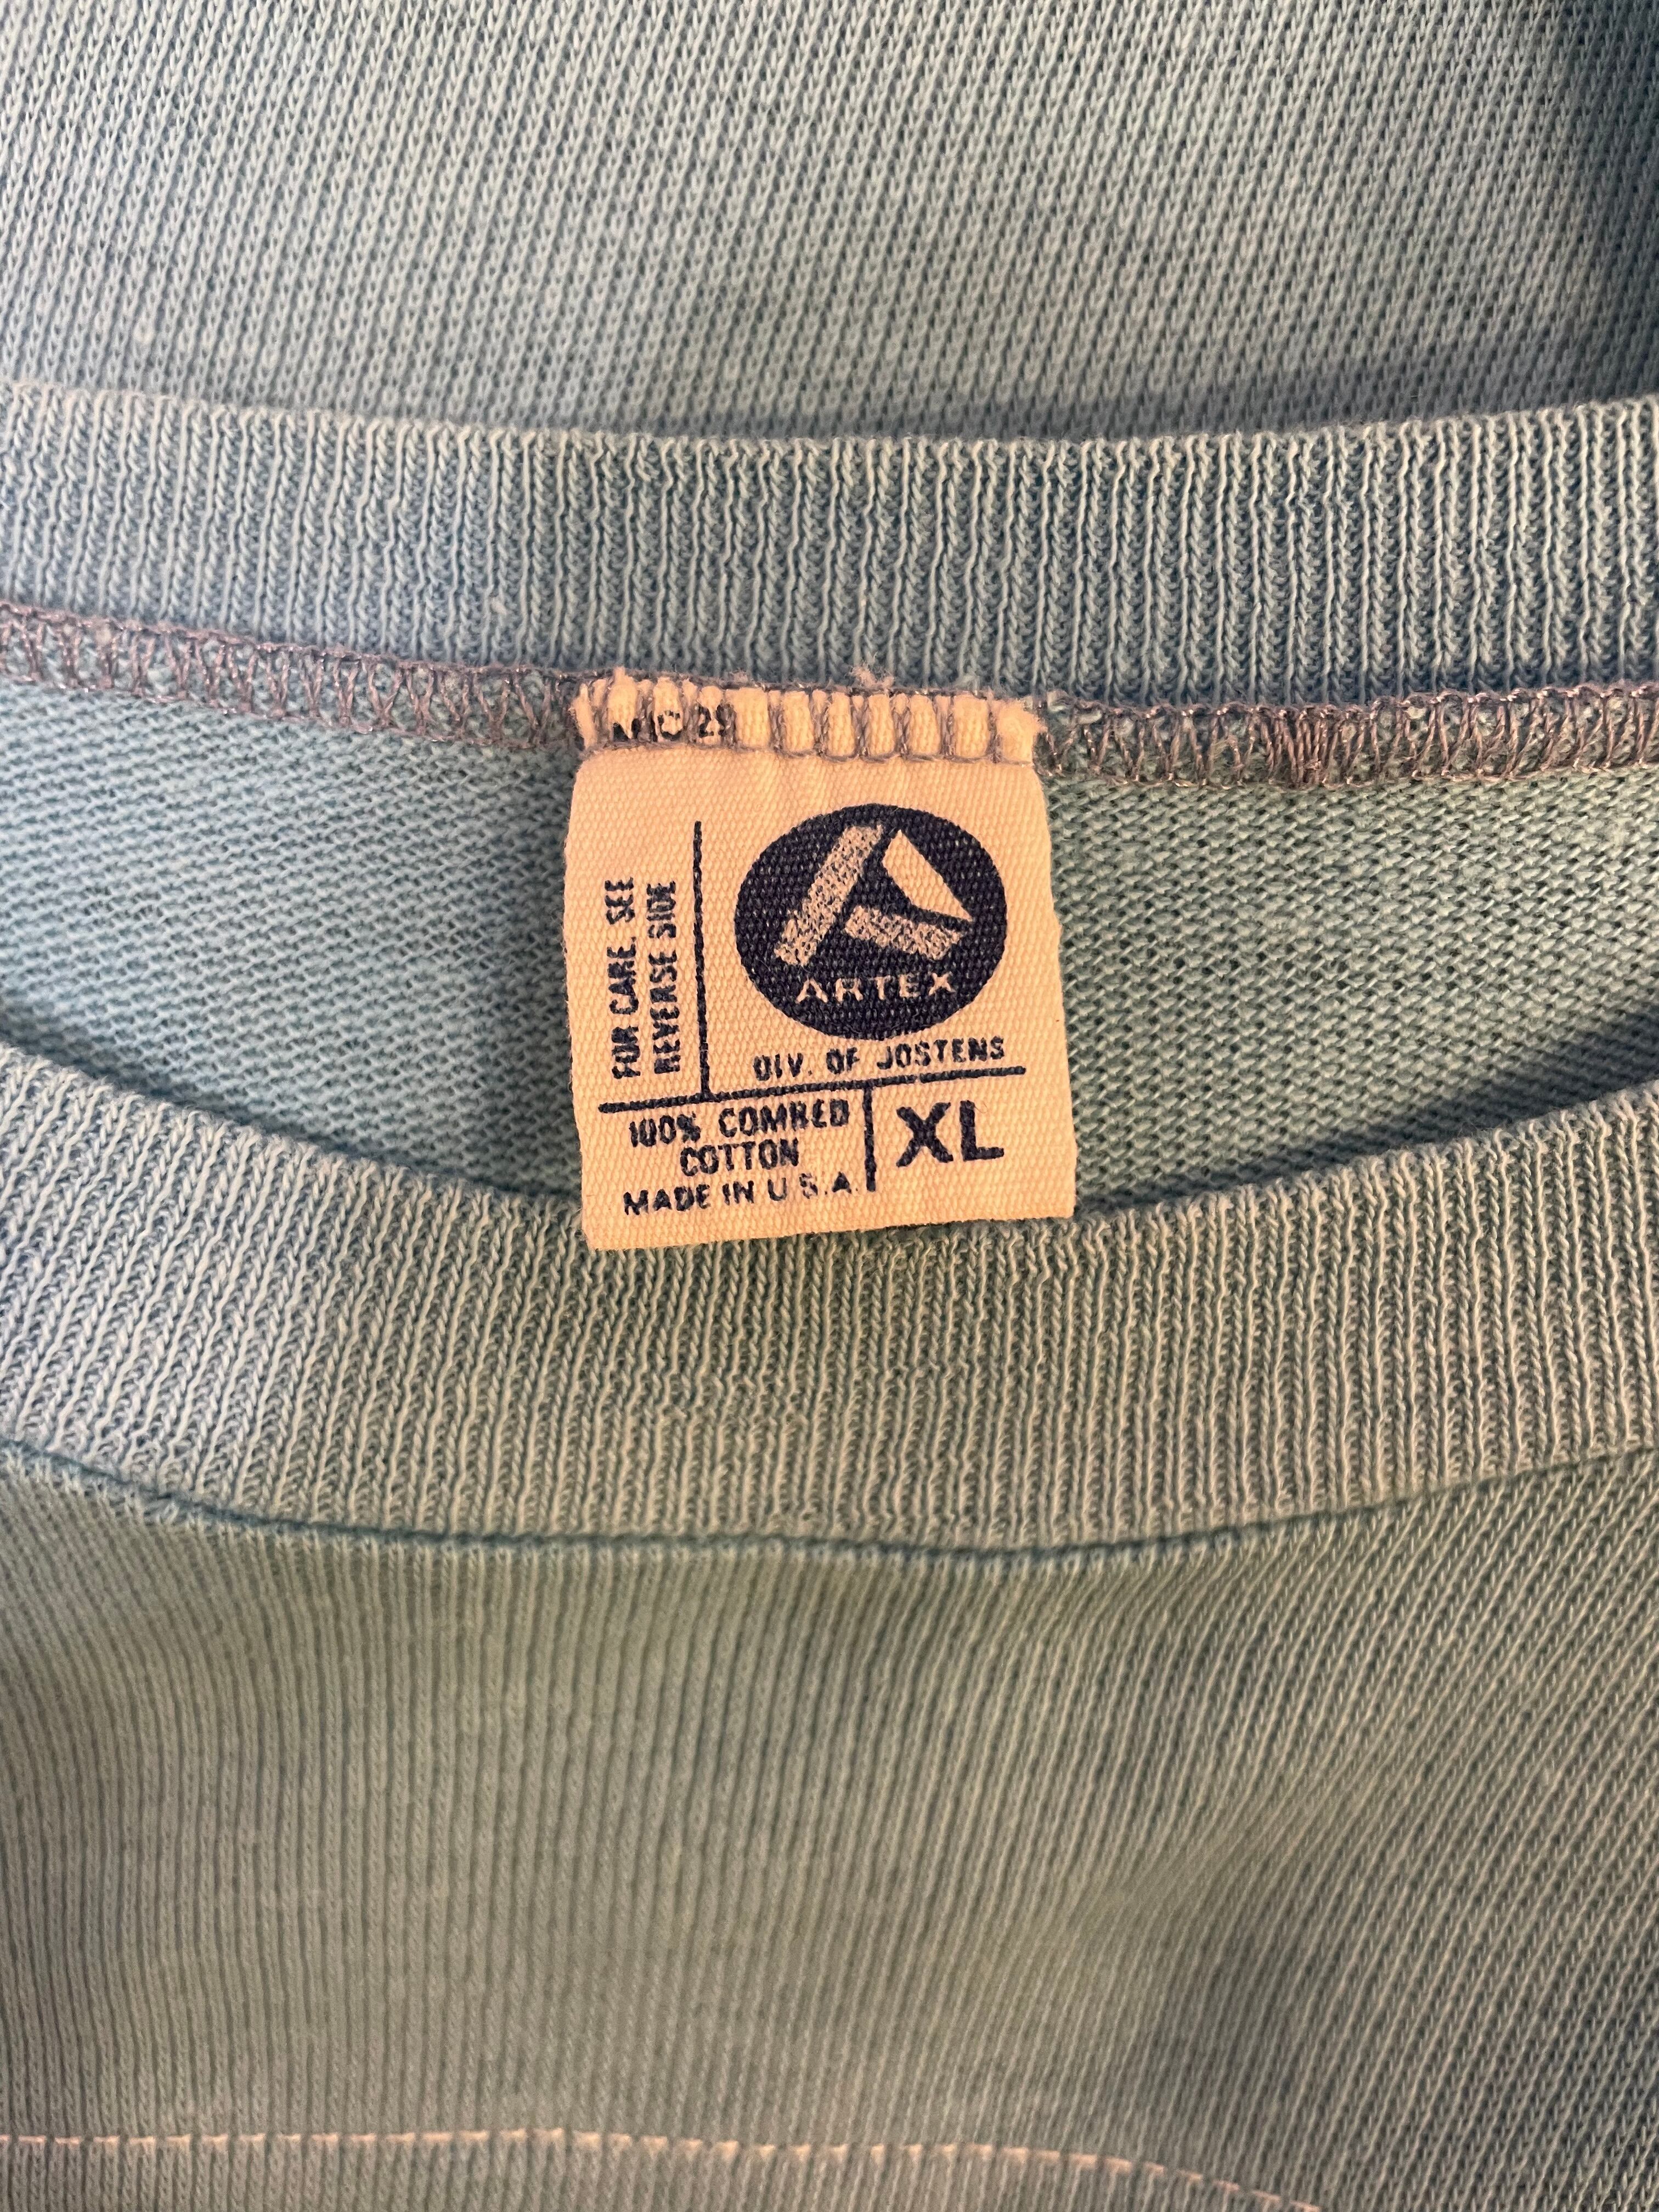 FOR CARE, SEE
REVERSE SIDE
ARTEX
DIV. OF JOSTENS
100% COMBED
COTTON
MADE IN U.S.A.
XL